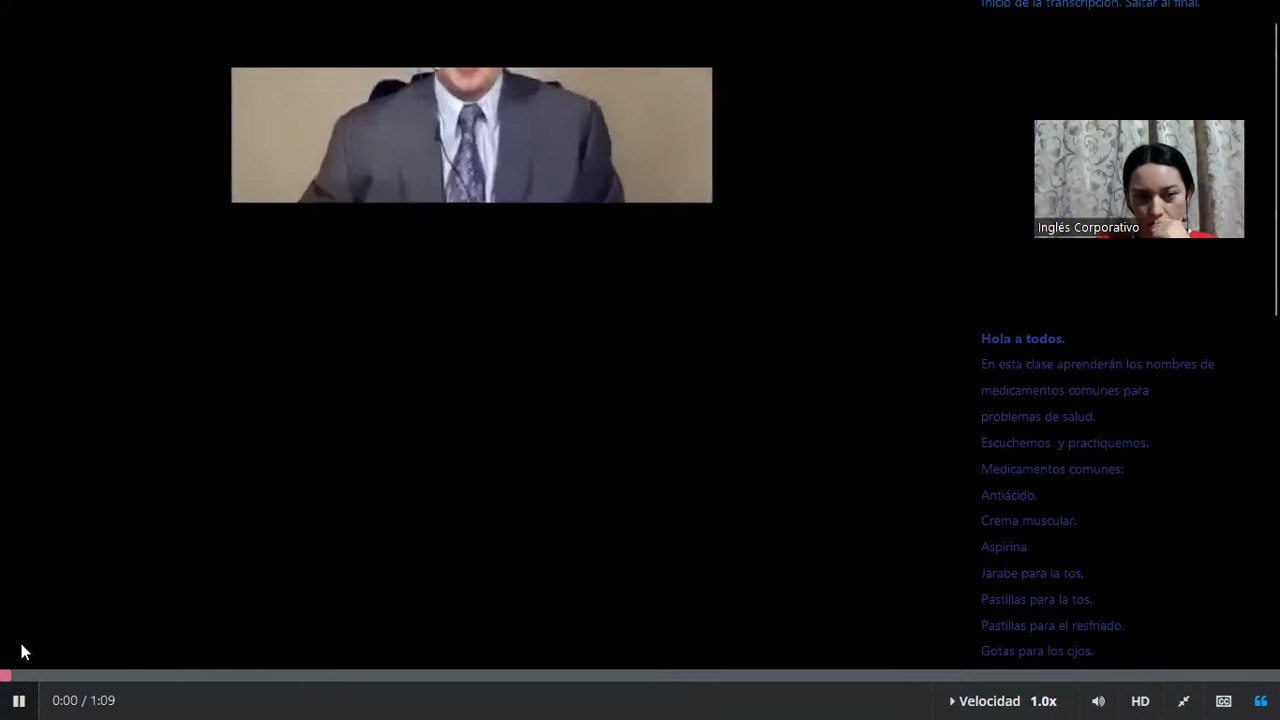 Inicio de la transcripción. Saltar al final.
Inglés Corporativo
Hola a todos.
En esta clase aprenderán los nombres de
medicamentos comunes para
problemas de salud.
Escuchemos y practiquemos.
Medicamentos comunes:
Antiácido.
Crema muscular.
Aspirina
Jarabe para la tos.
Pastillas para la tos.
Pastillas para el resfriado.
Gotas para los ojos.
0:00 / 1:09
Velocidad 1.0x
HD
CC